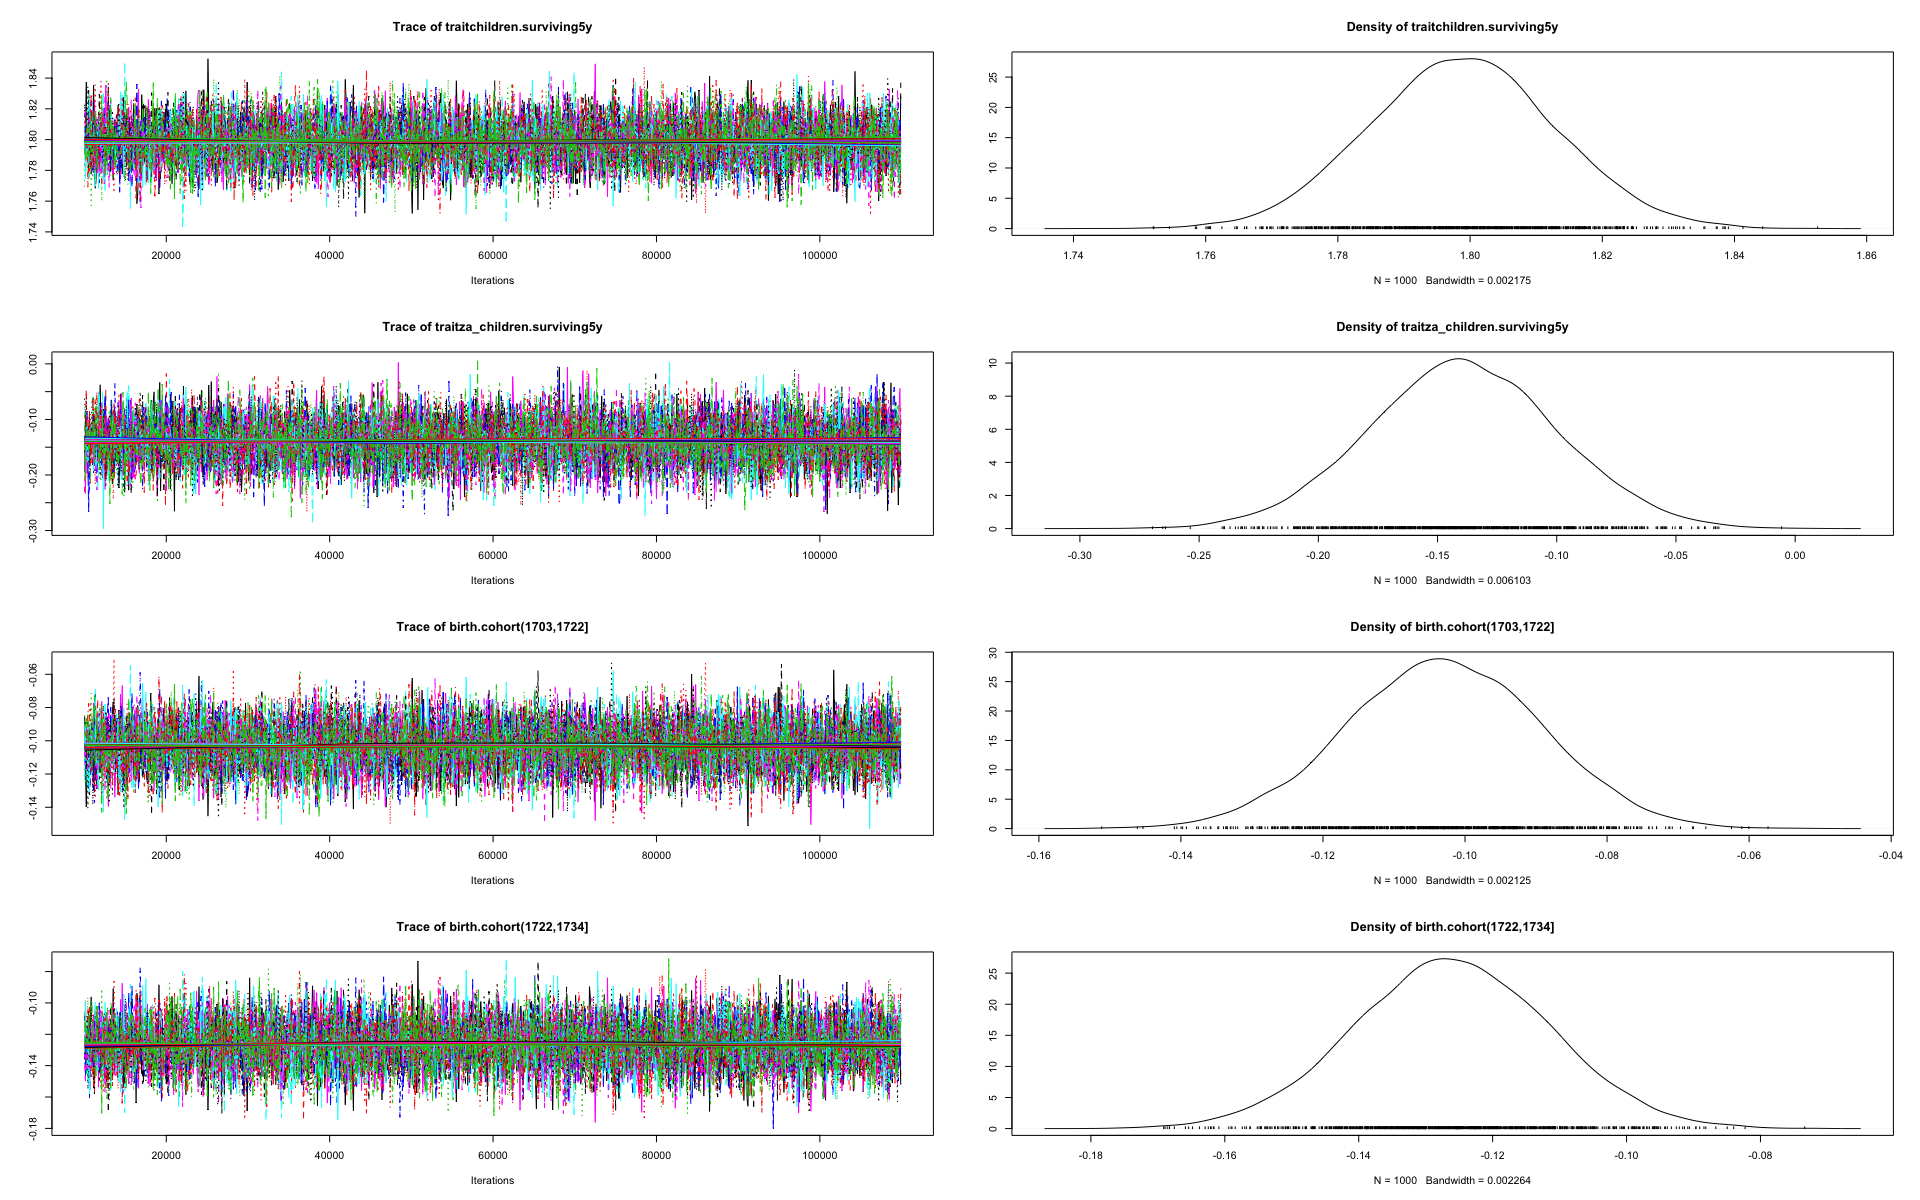 Trace of traitchildren.surviving5y
1.74 1.76 1.78 1.80 1.82 1.84
20000 40000 60000 80000 100000
Iterations
Density of traitchildren.surviving5y
0 5 10 15 20 25
1.74 1.76 1.78 1.80 1.82 1.84 1.86
N = 1000 Bandwidth = 0.002175
Trace of traitza_children.surviving5y
-0.30 -0.20 -0.10 0.00
20000 40000 60000 80000 100000
Iterations
Density of traitza_children.surviving5y
0 2 4 6 8 10
-0.30 -0.25 -0.20 -0.15 -0.10 -0.05 0.00
N = 1000 Bandwidth = 0.006103
Trace of birth.cohort(1703,1722]
-0.14 -0.12 -0.10 -0.08 -0.06
20000 40000 60000 80000 100000
Iterations
Density of birth.cohort(1703,1722]
0 5 10 15 20 25 30
-0.16 -0.14 -0.12 -0.10 -0.08 -0.06 -0.04
N = 1000 Bandwidth = 0.002125
Trace of birth.cohort(1722,1734]
-0.18 -0.14 -0.10
20000 40000 60000 80000 100000
Iterations
Density of birth.cohort(1722,1734]
0 5 10 15 20 25
-0.18 -0.16 -0.14 -0.12 -0.10 -0.08
N = 1000 Bandwidth = 0.002264